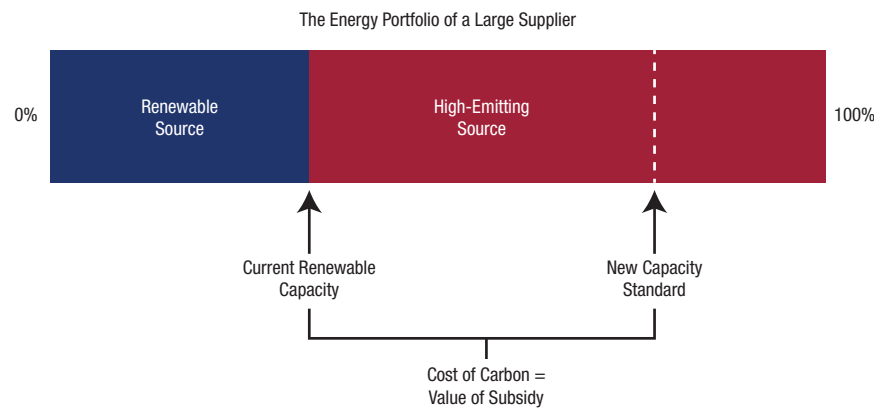 The Energy Portfolio of a Large Supplier
0%
Renewable
Source
High-Emitting
Source
100%
Current Renewable
Capacity
New Capacity
Standard
Cost of Carbon =
Value of Subsidy